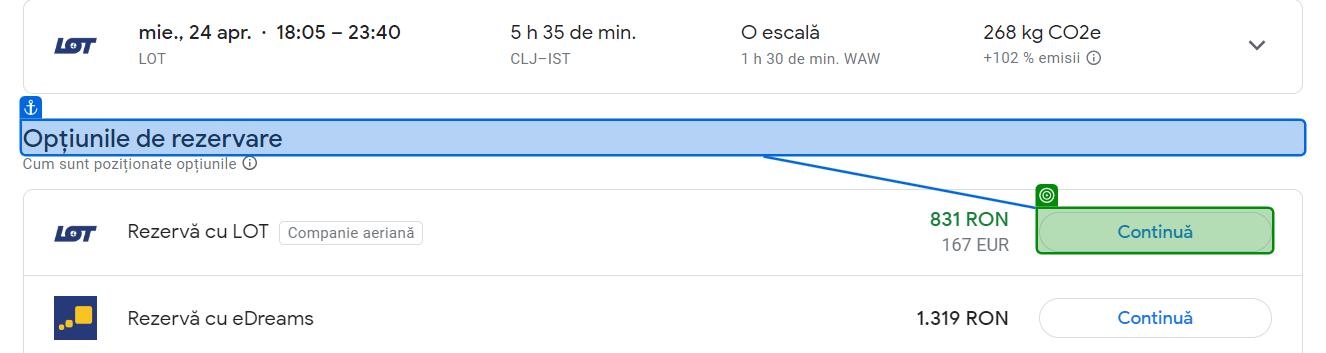 LOT
mie., 24 apr. · 18:05 – 23:40
LOT
5 h 35 de min.
CLJ–IST
O escală
1 h 30 de min. WAW
268 kg CO2e
+102 % emisii
Opțiunile de rezervare
Cum sunt poziționate opțiunile
LOT
Rezervă cu LOT Companie aeriană
831 RON
167 EUR
Continuă
Rezervă cu eDreams
1.319 RON
Continuă